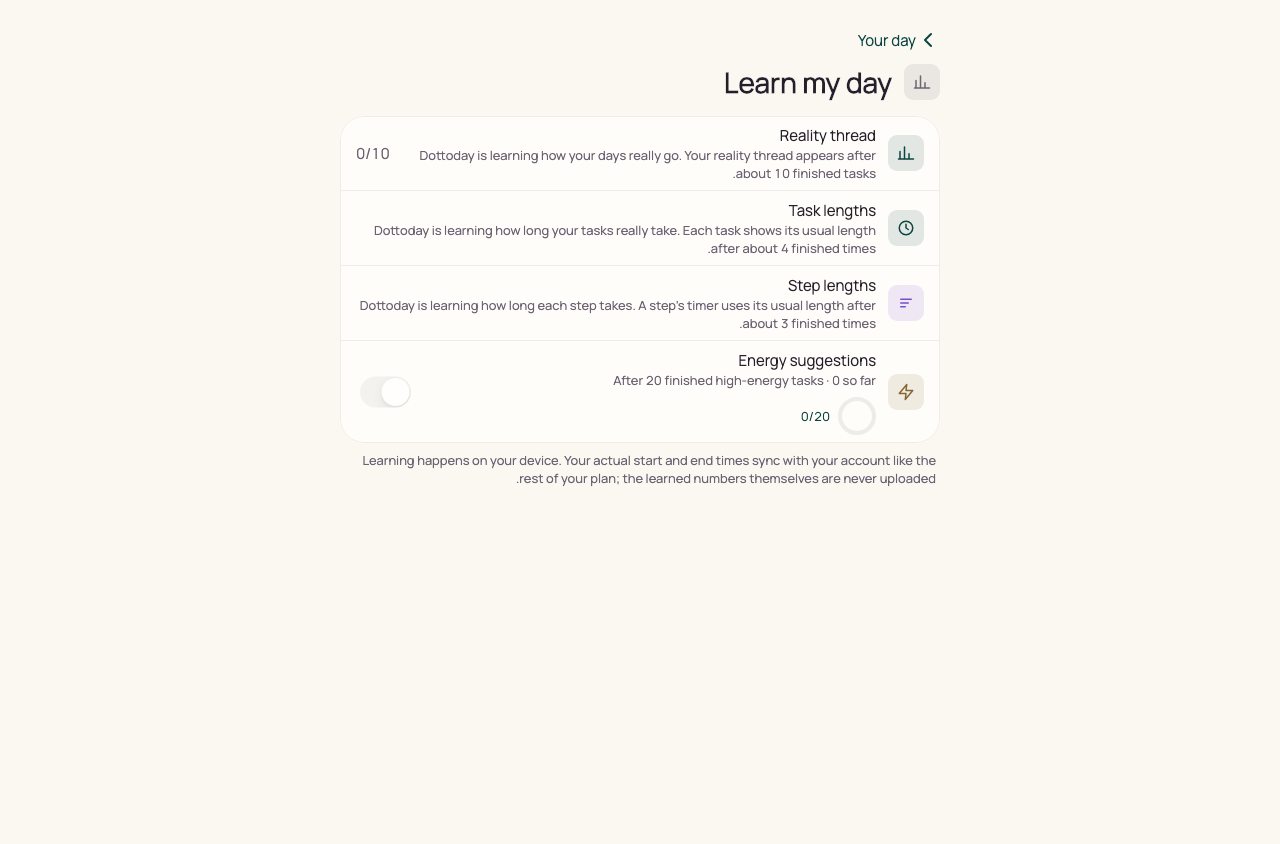 Your day
Learn my day
Reality thread
Dottoday is learning how your days really go. Your reality thread appears after
about 10 finished tasks.
0/10
Task lengths
Dottoday is learning how long your tasks really take. Each task shows its usual length
after about 4 finished times.
Step lengths
Dottoday is learning how long each step takes. A step's timer uses its usual length after
about 3 finished times.
Energy suggestions
After 20 finished high-energy tasks · 0 so far
0/20
Learning happens on your device. Your actual start and end times sync with your account like the
rest of your plan; the learned numbers themselves are never uploaded.